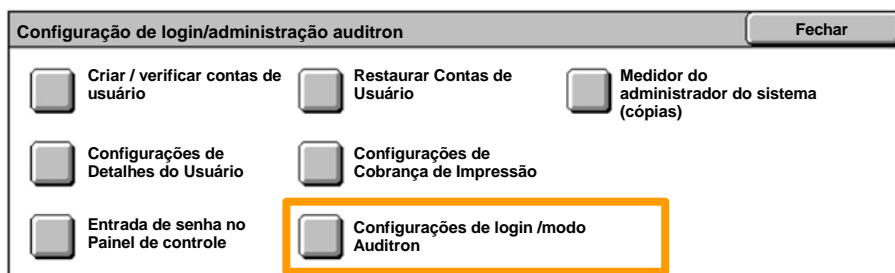 Configuração de login/administração auditron
Fechar
Criar / verificar contas de
usuário
Restaurar Contas de
Usuário
Medidor do
administrador do sistema
(cópias)
Configurações de
Detalhes do Usuário
Configurações de
Cobrança de Impressão
Entrada de senha no
Painel de controle
Configurações de login /modo
Auditron